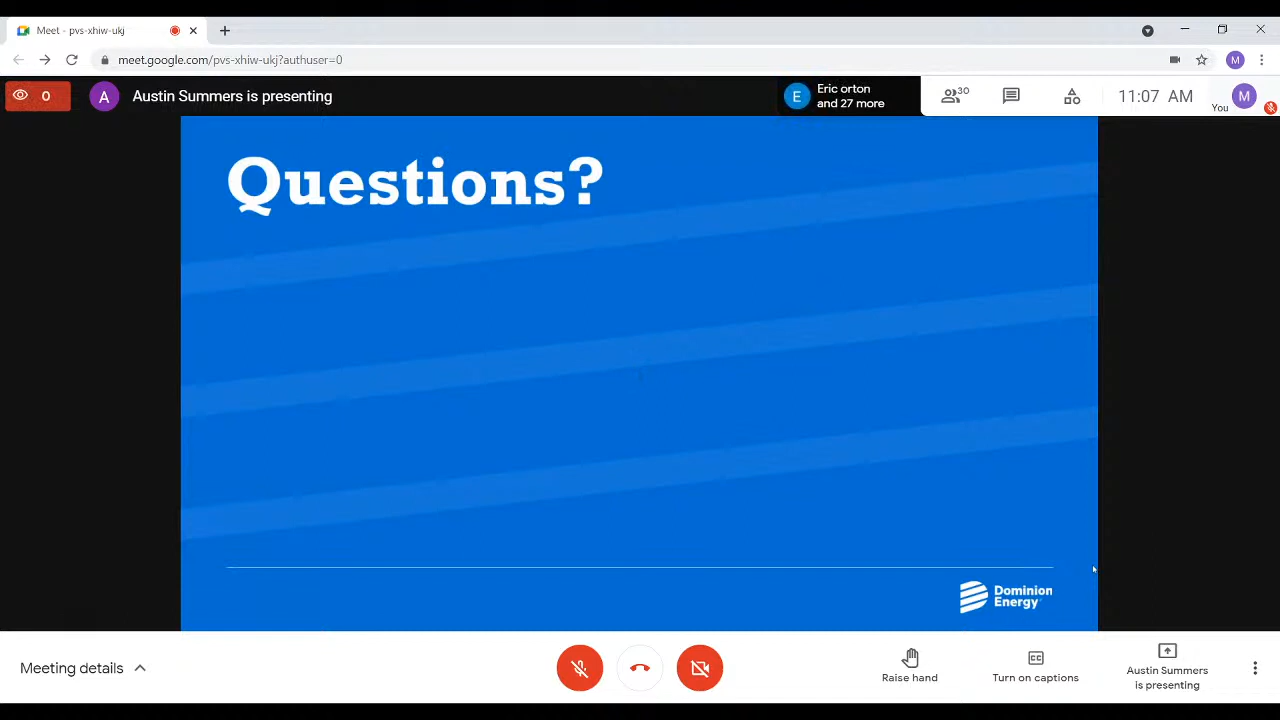 Meet - pvs-xhiw-ukj
meet.google.com/pvs-xhiw-ukj?authuser=0
M
0
A
Austin Summers is presenting
E
Eric orton
and 27 more
30
11:07 AM
You
M
Questions?
Dominion
Energy
Meeting details
Raise hand
CC
Turn on captions
Austin Summers
is presenting